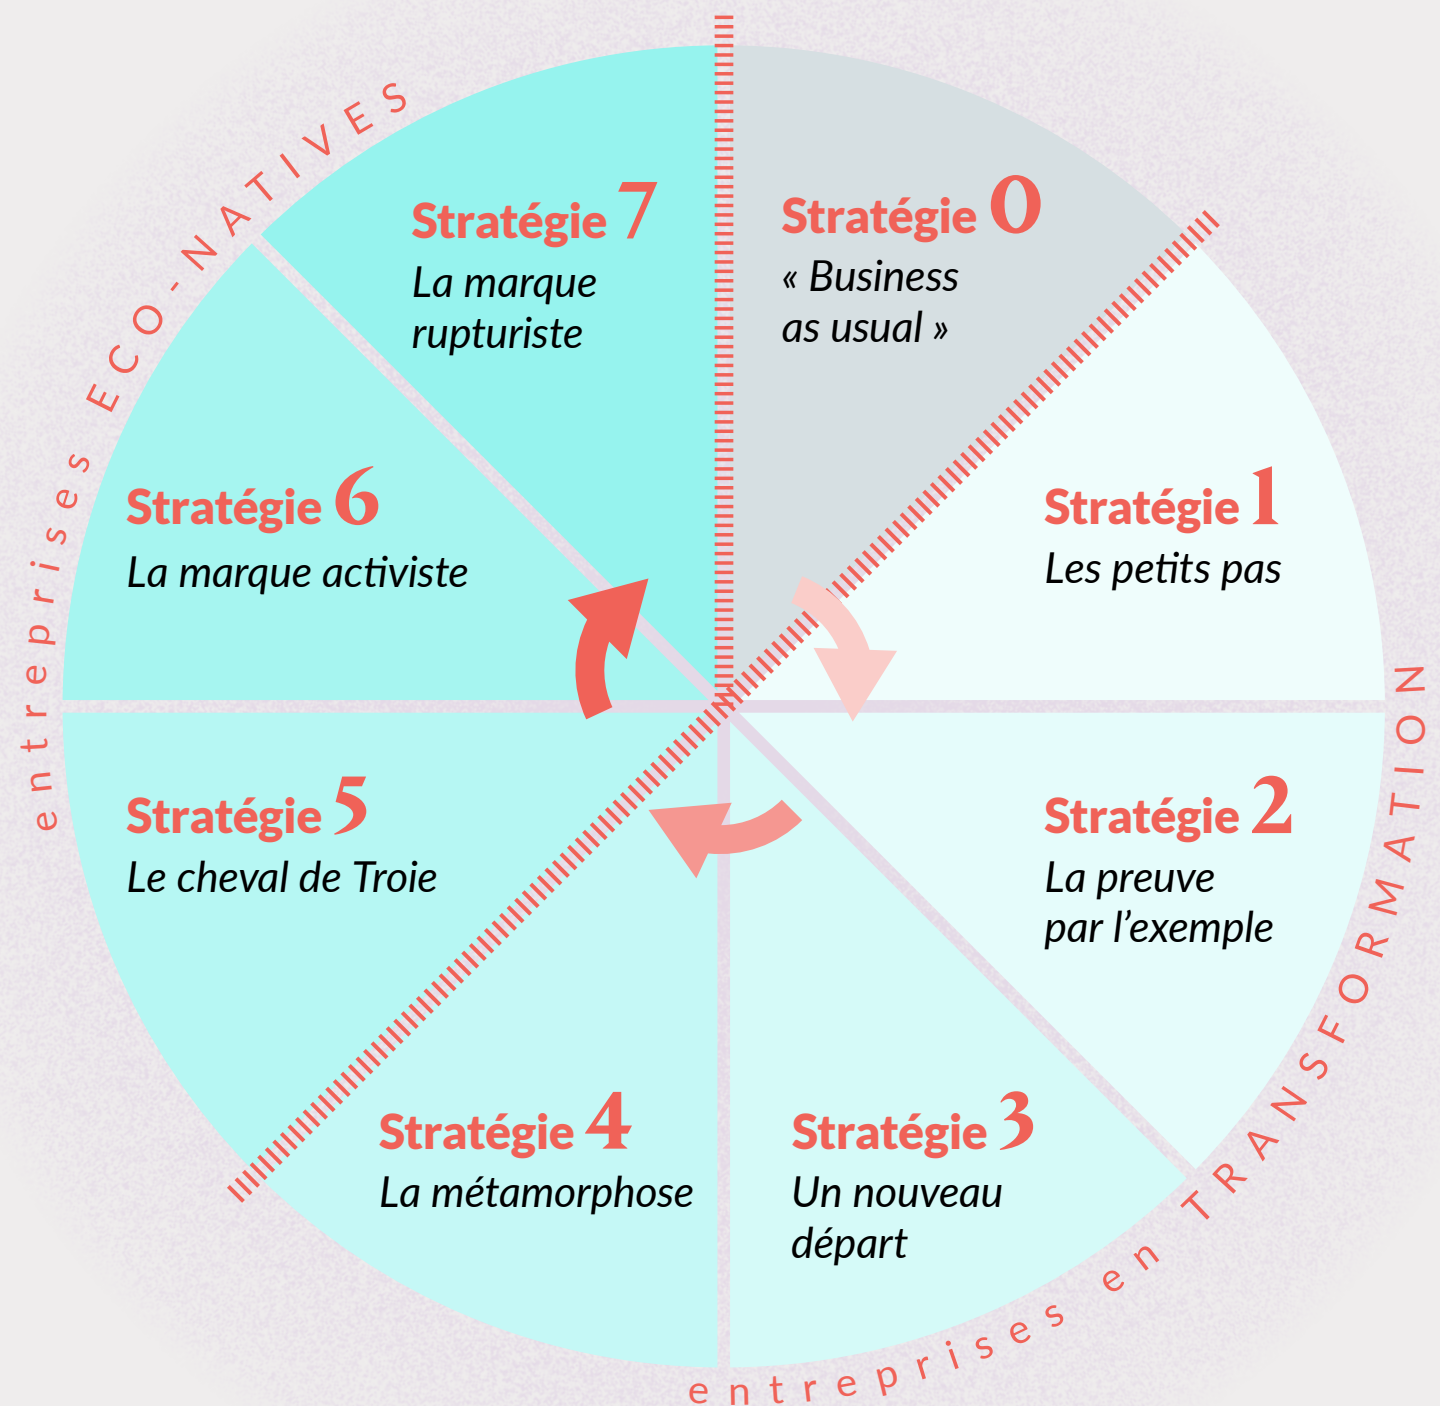 Stratégie 0
« Business
as usual »
Stratégie 1
Les petits pas
Stratégie 2
La preuve
par l’exemple
Stratégie 3
Un nouveau
départ
Stratégie 4
La métamorphose
Stratégie 5
Le cheval de Troie
Stratégie 6
La marque activiste
Stratégie 7
La marque
rupturiste
entreprises en TRANSFORMATION
entreprises ECO-NATIVES